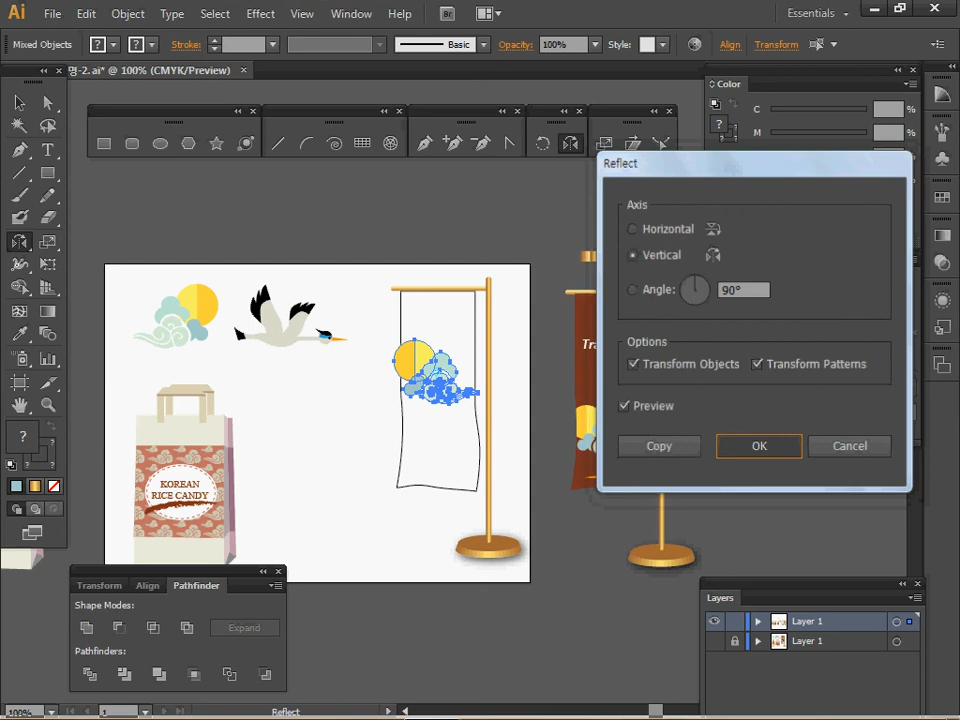 Ai File Edit Object Type Select Effect View Window Help Br Essentials
Mixed Objects ? ? Stroke: Basic Opacity: 100% Style: Align Transform
명-2.ai* @ 100% (CMYK/Preview)
Color
C %
M %
?
Reflect
Axis
Horizontal
Vertical
Angle: 90°
Options
Transform Objects Transform Patterns
Preview
Copy OK Cancel
KOREAN
RICE CANDY
Transform Align Pathfinder
Shape Modes:
Expand
Pathfinders:
Layers
Layer 1
Layer 1
100% 1 Reflect